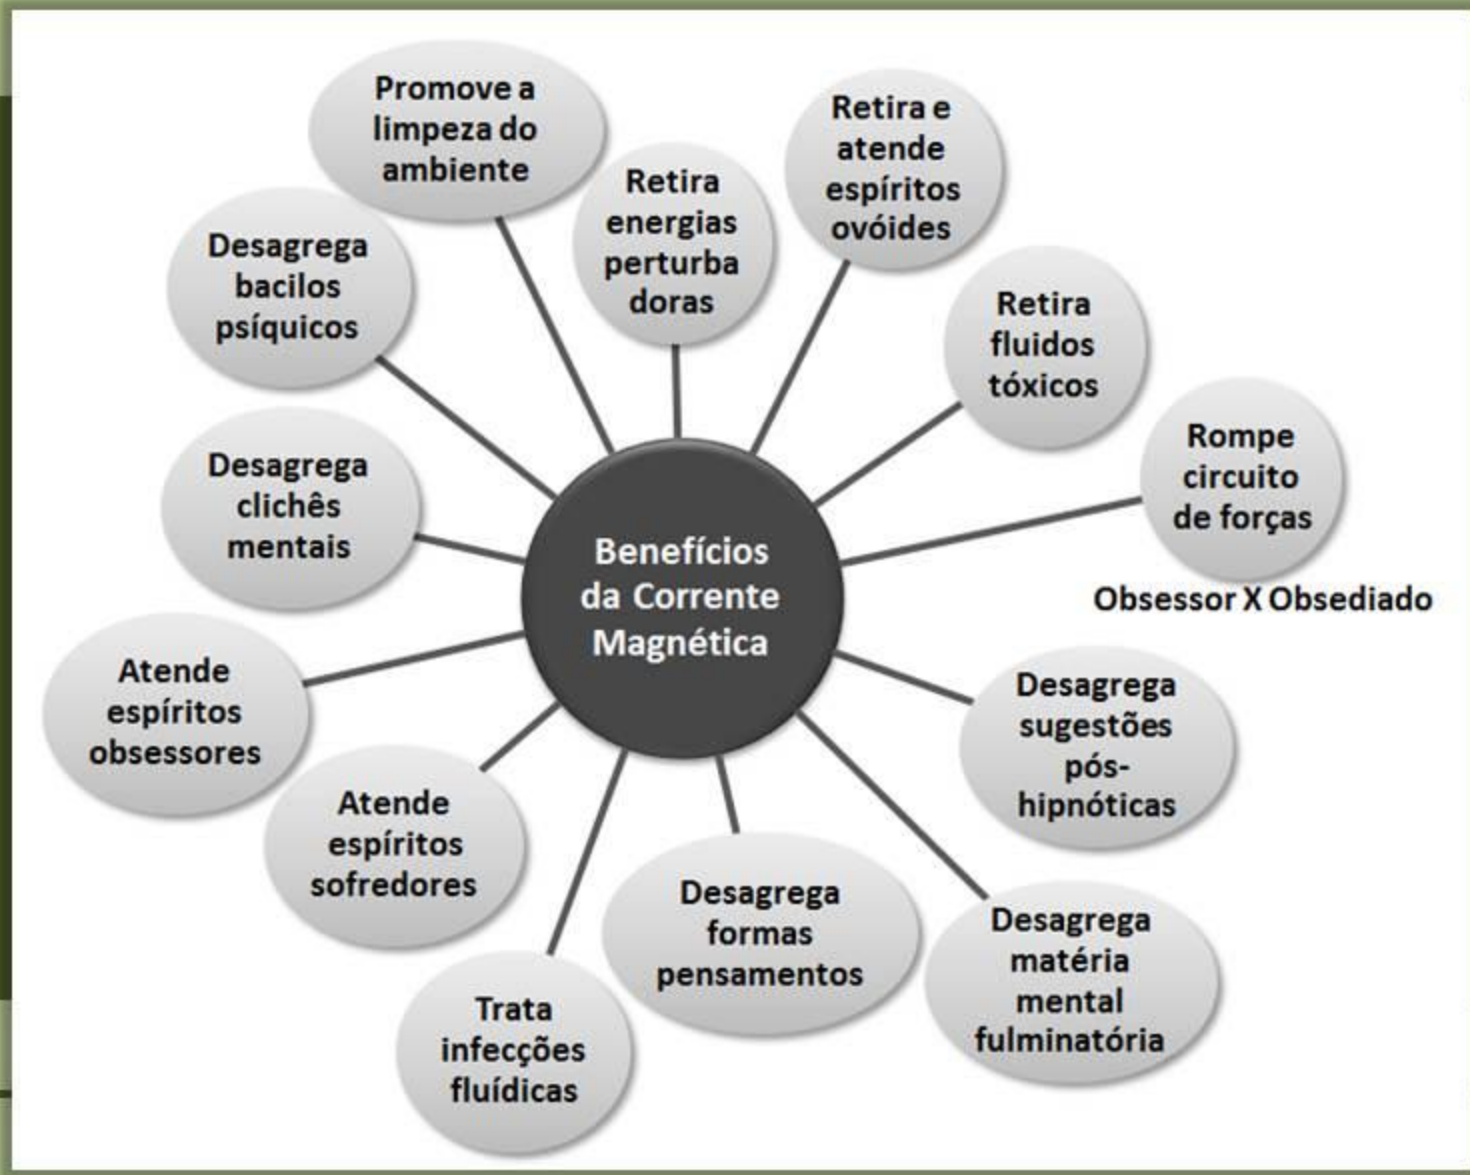 Promove a
limpeza do
ambiente
Retira
energias
perturba
doras
Retira e
atende
espíritos
ovóides
Retira
fluidos
tóxicos
Rompe
circuito
de forças
Obsessor X Obsediado
Desagrega
sugestões
pós-
hipnóticas
Desagrega
matéria
mental
fulminatória
Desagrega
formas
pensamentos
Trata
infecções
fluídicas
Atende
espíritos
sofredores
Atende
espíritos
obsessores
Desagrega
clichês
mentais
Desagrega
bacilos
psíquicos
Benefícios
da Corrente
Magnética